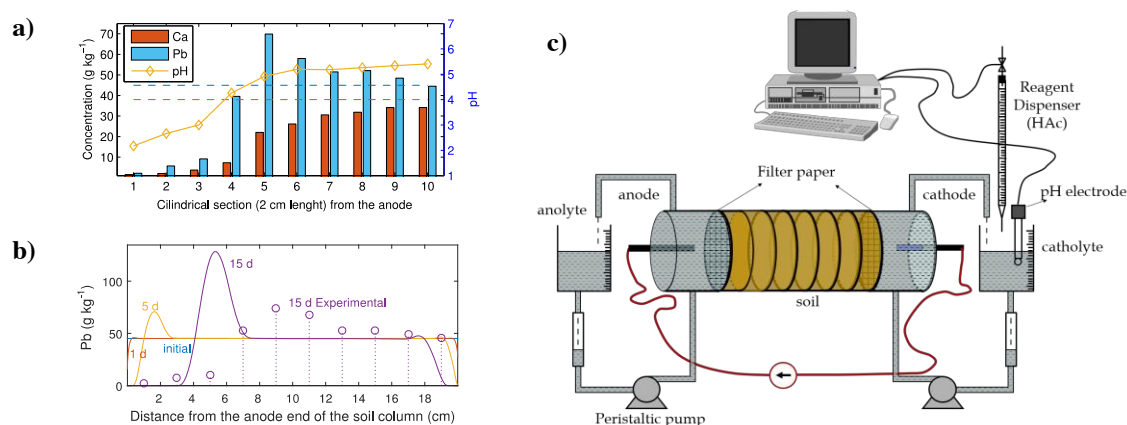 a)
Ca
Pb
pH
Concentration (g kg⁻¹)
70
60
50
40
30
20
10
7
6
5
4
3
2
1
pH
1 2 3 4 5 6 7 8 9 10
Cilindrical section (2 cm lenght) from the anode
b)
Pb (g kg⁻¹)
100
50
0
15 d
5 d
15 d Experimental
initial
1 d
2 4 6 8 10 12 14 16 18
Distance from the anode end of the soil column (cm)
c)
Reagent
Dispenser
(HAc)
Filter paper
anode
cathode
pH electrode
anolyte
catholyte
soil
Peristaltic pump